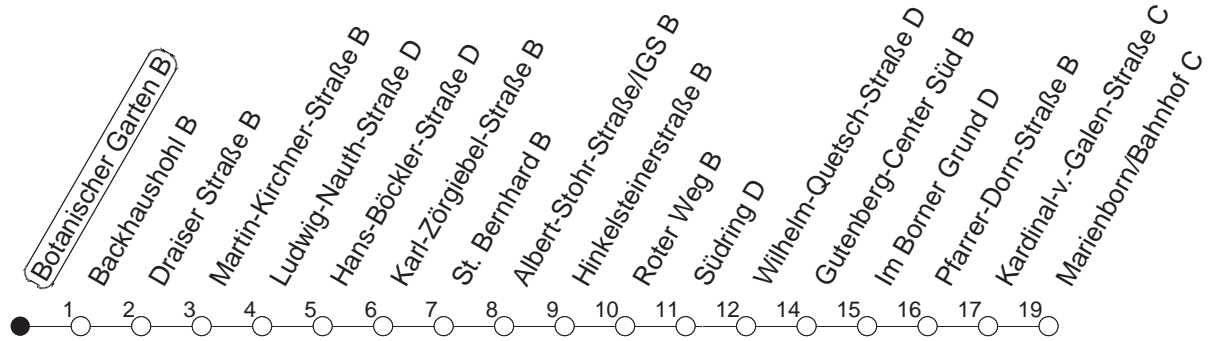 Botanischer Garten B
Backhaushohl B
Draiser Straße B
Martin-Kirchner-Straße B
Ludwig-Nauth-Straße D
Hans-Böckler-Straße D
Karl-Zörgiebel-Straße B
St. Bernhard B
Albert-Stohr-Straße/IGS B
Hinkelsteinerstraße B
Roter Weg B
Südring D
Wilhelm-Quetsch-Straße D
Gutenberg-Center Süd B
Im Borner Grund D
Pfarrer-Dorn-Straße B
Kardinal-v.-Galen-Straße C
Marienborn/Bahnhof C
1 2 3 4 5 6 7 8 9 10 11 12 14 15 16 17 19